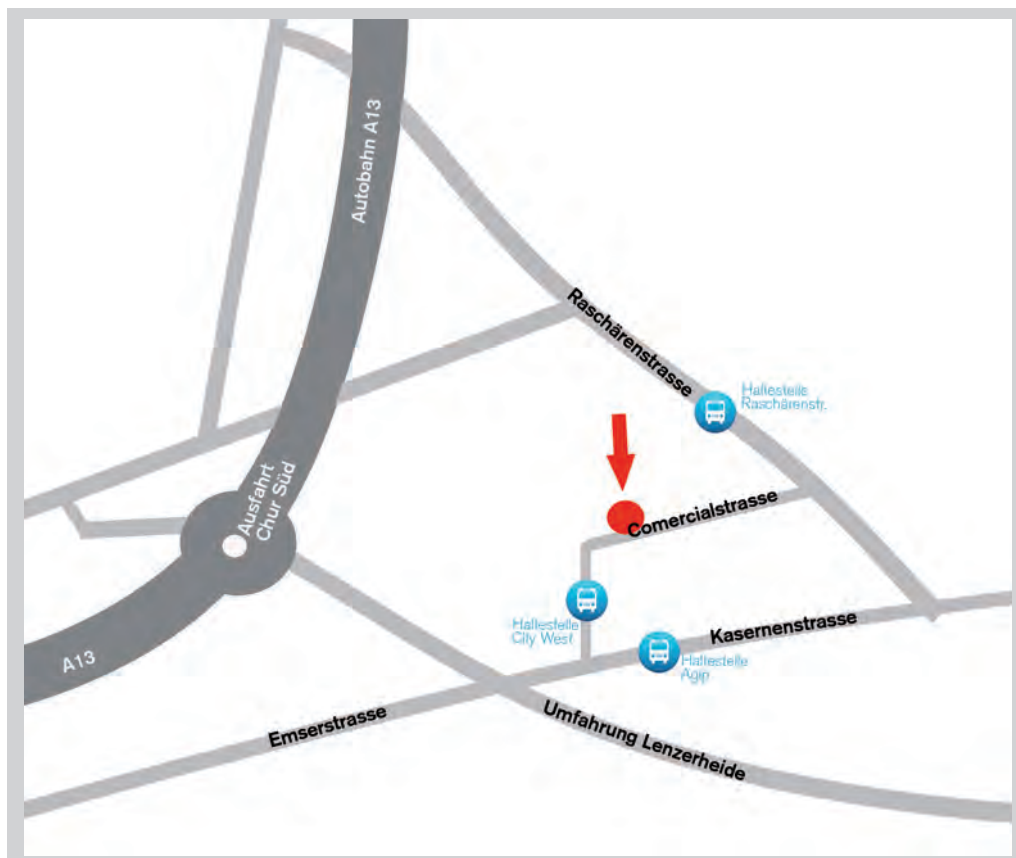 Autobahn A13
Raschärenstrasse
Haltestelle
Raschärenstr.
Ausfahrt
Chur Süd
Comercialstrasse
Haltestelle
City West
Kasernenstrasse
Haltestelle
Agip
A13
Emserstrasse
Umfahrung Lenzerheide